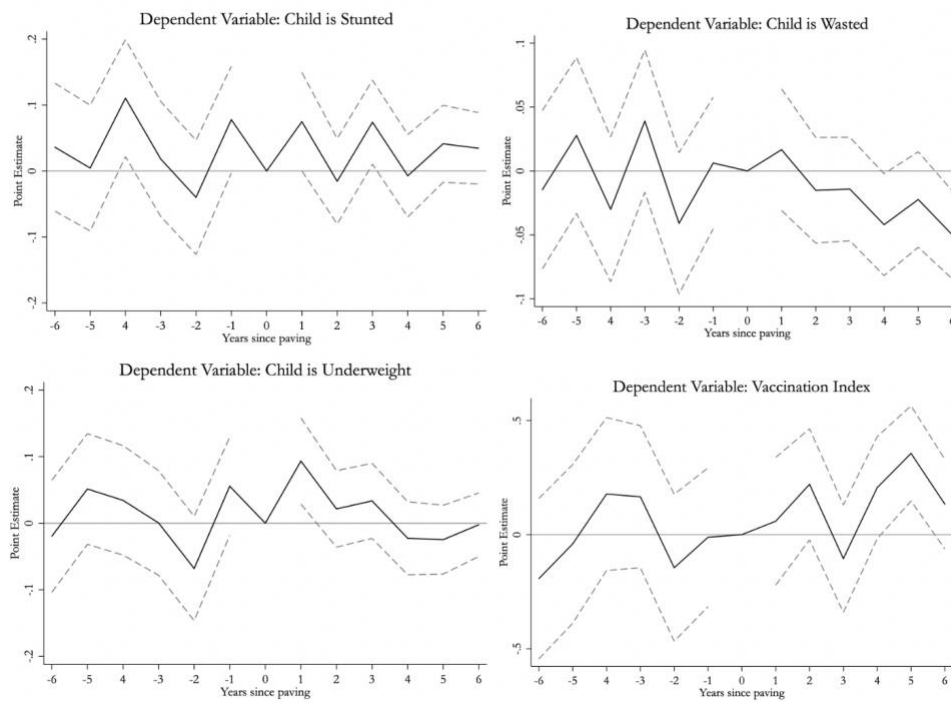 Dependent Variable: Child is Stunted
.2
.1
0
-.1
-.2
Point Estimate
-6 -5 4 -3 -2 -1 0 1 2 3 4 5 6
Years since paving
Dependent Variable: Child is Wasted
.1
.05
0
-.05
-.1
Point Estimate
-6 -5 4 -3 -2 -1 0 1 2 3 4 5 6
Years since paving
Dependent Variable: Child is Underweight
.2
.1
0
-.1
-.2
Point Estimate
-6 -5 4 3 -2 -1 0 1 2 3 4 5 6
Years since paving
Dependent Variable: Vaccination Index
.5
0
-.5
Point Estimate
-6 -5 4 3 -2 -1 0 1 2 3 4 5 6
Years since paving